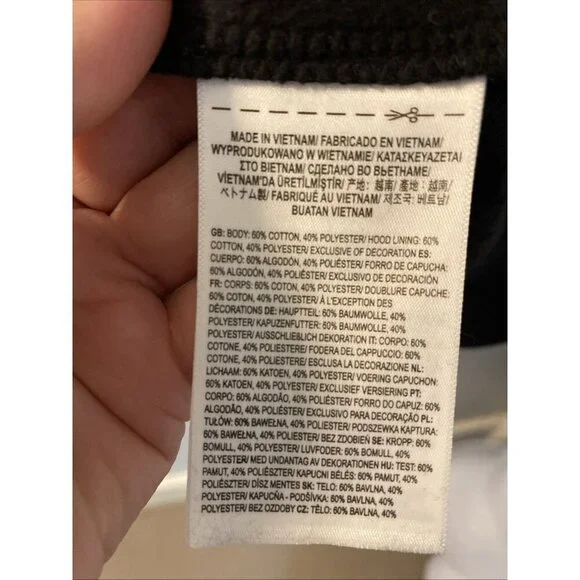 MADE IN VIETNAM/ FABRICADO EN VIETNAM/
WYPRODUKOWANO W WIETNAMIE/ ΚΑΤΑΣΚΕΥΑΖΕΤΑΙ
ΣΤΟ ΒΙΕΤΝΑΜ/ СДЕЛАНО ВО ВЬЕТНАМЕ/
VİETNAM'DA ÜRETİLMİŞTİR/ 产地: 越南/ 產地: 越南/
ベトナム製/ FABRIQUÉ AU VIETNAM/ 제조국: 베트남/
BUATAN VIETNAM
GB: BODY: 60% COTTON, 40% POLYESTER/ HOOD LINING: 60%
COTTON, 40% POLYESTER/ EXCLUSIVE OF DECORATION ES:
CUERPO: 60% ALGODÓN, 40% POLIÉSTER/ FORRO DE CAPUCHA:
60% ALGODÓN, 40% POLIÉSTER/ EXCLUSIVO DE DECORACIÓN
FR: CORPS: 60% COTON, 40% POLYESTER/ DOUBLURE CAPUCHE:
60% COTON, 40% POLYESTER/ À L'EXCEPTION DES
DÉCORATIONS DE: HAUPTTEIL: 60% BAUMWOLLE, 40%
POLYESTER/ KAPUZENFUTTER: 60% BAUMWOLLE, 40%
POLYESTER/ AUSSCHLIEßLICH DEKORATION IT: CORPO: 60%
COTONE, 40% POLIESTERE/ FODERA DEL CAPPUCCIO: 60%
COTONE, 40% POLIESTERE/ ESCLUSA LA DECORAZIONE NL:
LICHAAM: 60% KATOEN, 40% POLYESTER/ VOERING CAPUCHON:
60% KATOEN, 40% POLYESTER/ EXCLUSIEF VERSIERING PT:
CORPO: 60% ALGODÃO, 40% POLIÉSTER/ FORRO DO CAPUZ: 60%
ALGODÃO, 40% POLIÉSTER/ EXCLUSIVO PARA DECORAÇÃO PL:
TUŁÓW: 60% BAWEŁNA, 40% POLIESTER/ PODSZEWKA KAPTURA:
60% BAWEŁNA, 40% POLIESTER/ BEZ ZDOBIEŃ SE: KROPP: 60%
BOMULL, 40% POLYESTER/ LUVFODER: 60% BOMULL, 40%
POLYESTER/ MED UNDANTAG AV DEKORATIONEN HU: TEST: 60%
PAMUT, 40% POLIÉSZTER/ KAPUCNI BÉLÉS: 60% PAMUT, 40%
POLIÉSZTER/ DÍSZ MENTES SK: TELO: 60% BAVLNA, 40%
POLYESTER/ KAPUCŇA - PODŠÍVKA: 60% BAVLNA, 40%
POLYESTER/ BEZ OZDOBY CZ: TĚLO: 60% BAVLNA, 40%